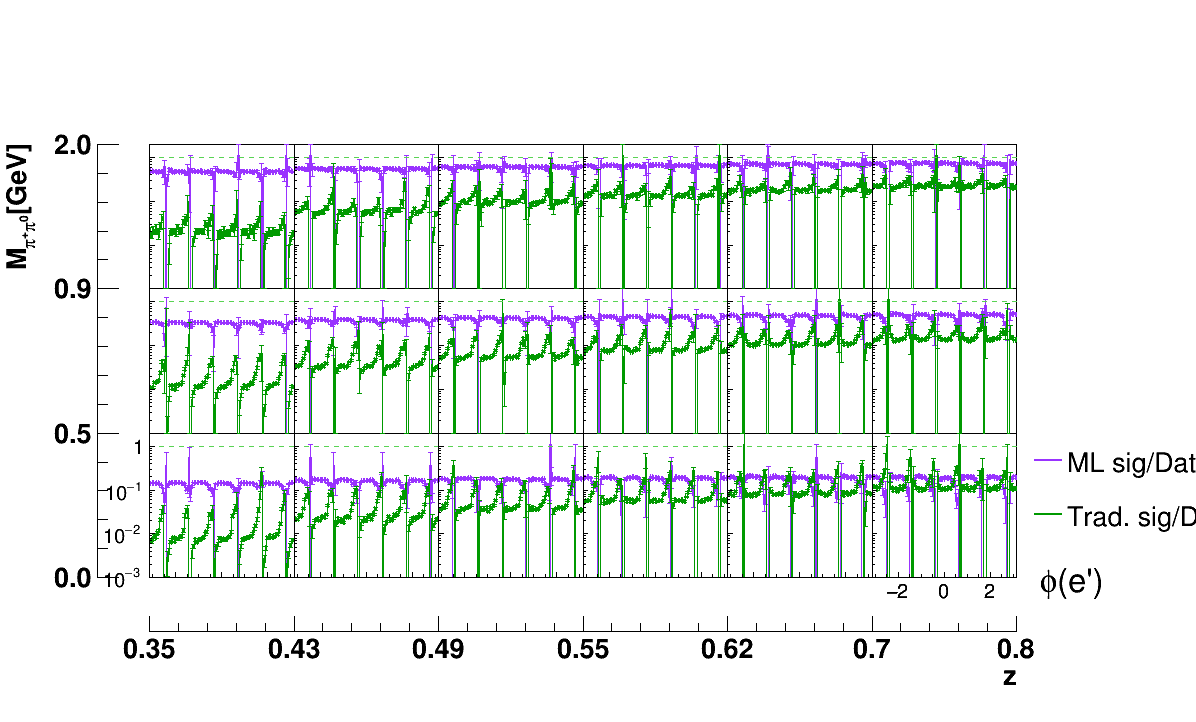 2.0
M_{π⁺π⁰}[GeV]
0.9
0.5
1
10⁻¹
10⁻²
10⁻³
0.0
ML sig/Dat
Trad. sig/D
−2 0 2
ϕ(e')
0.35 0.43 0.49 0.55 0.62 0.7 0.8
z